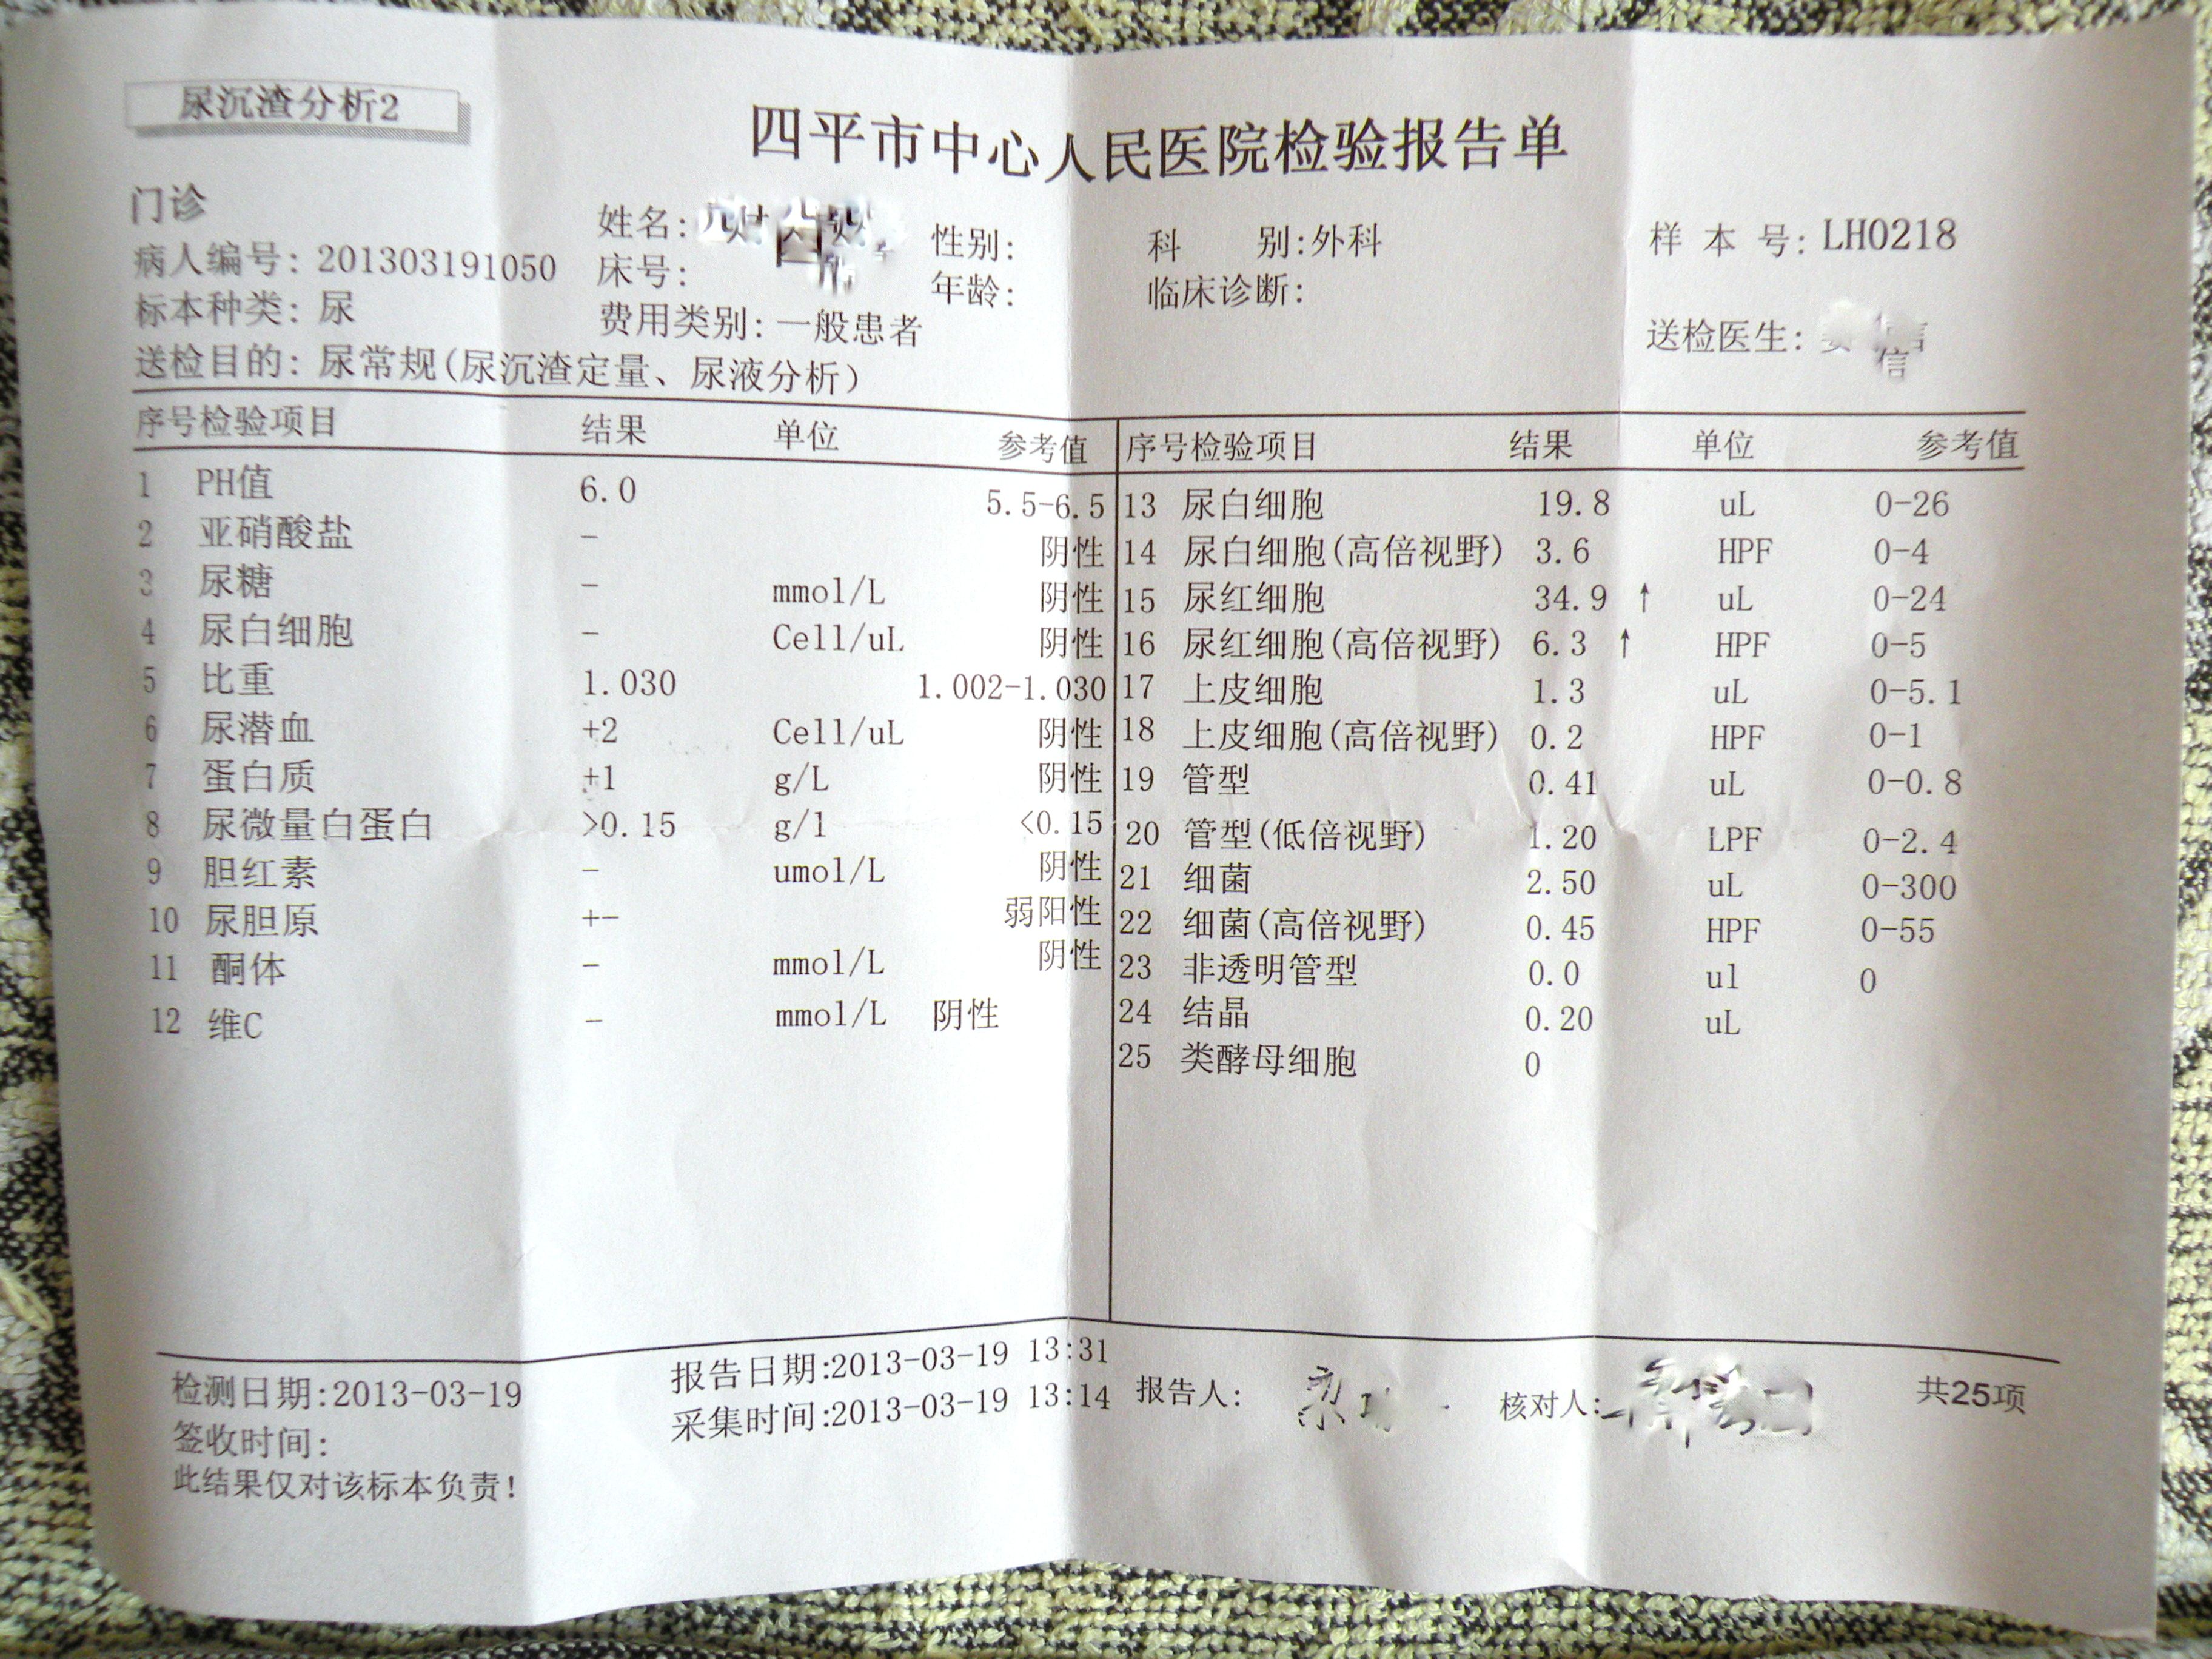 尿沉渣分析2
四平市中心人民医院检验报告单
门诊
姓名: 性别: 科 别:外科 样 本 号: LH0218
病人编号: 201303191050 床号: 年龄: 临床诊断:
标本种类: 尿 费用类别: 一般患者 送检医生:
送检目的: 尿常规(尿沉渣定量、尿液分析)
序号检验项目 结果 单位 参考值 序号检验项目 结果 单位 参考值
1 PH值 6.0 5.5-6.5 13 尿白细胞 19.8 uL 0-26
2 亚硝酸盐 - 阴性 14 尿白细胞(高倍视野) 3.6 HPF 0-4
3 尿糖 - mmol/L 阴性 15 尿红细胞 34.9 ↑ uL 0-24
4 尿白细胞 - Cell/uL 阴性 16 尿红细胞(高倍视野) 6.3 ↑ HPF 0-5
5 比重 1.030 1.002-1.030 17 上皮细胞 1.3 uL 0-5.1
6 尿潜血 +2 Cell/uL 阴性 18 上皮细胞(高倍视野) 0.2 HPF 0-1
7 蛋白质 +1 g/L 阴性 19 管型 0.41 uL 0-0.8
8 尿微量白蛋白 >0.15 g/l <0.15 20 管型(低倍视野) 1.20 LPF 0-2.4
9 胆红素 - umol/L 阴性 21 细菌 2.50 uL 0-300
10 尿胆原 +- 弱阳性 22 细菌(高倍视野) 0.45 HPF 0-55
11 酮体 - mmol/L 阴性 23 非透明管型 0.0 ul 0
12 维C - mmol/L 阴性 24 结晶 0.20 uL
25 类酵母细胞 0
检测日期:2013-03-19 报告日期:2013-03-19 13:31 报告人: 核对人: 共25项
签收时间: 采集时间:2013-03-19 13:14
此结果仅对该标本负责!